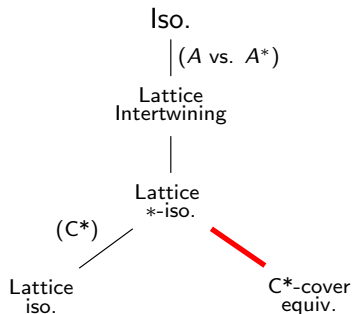 Iso.
(A vs. A*)
Lattice
Intertwining
Lattice
*-iso.
(C*)
Lattice
iso.
C*-cover
equiv.